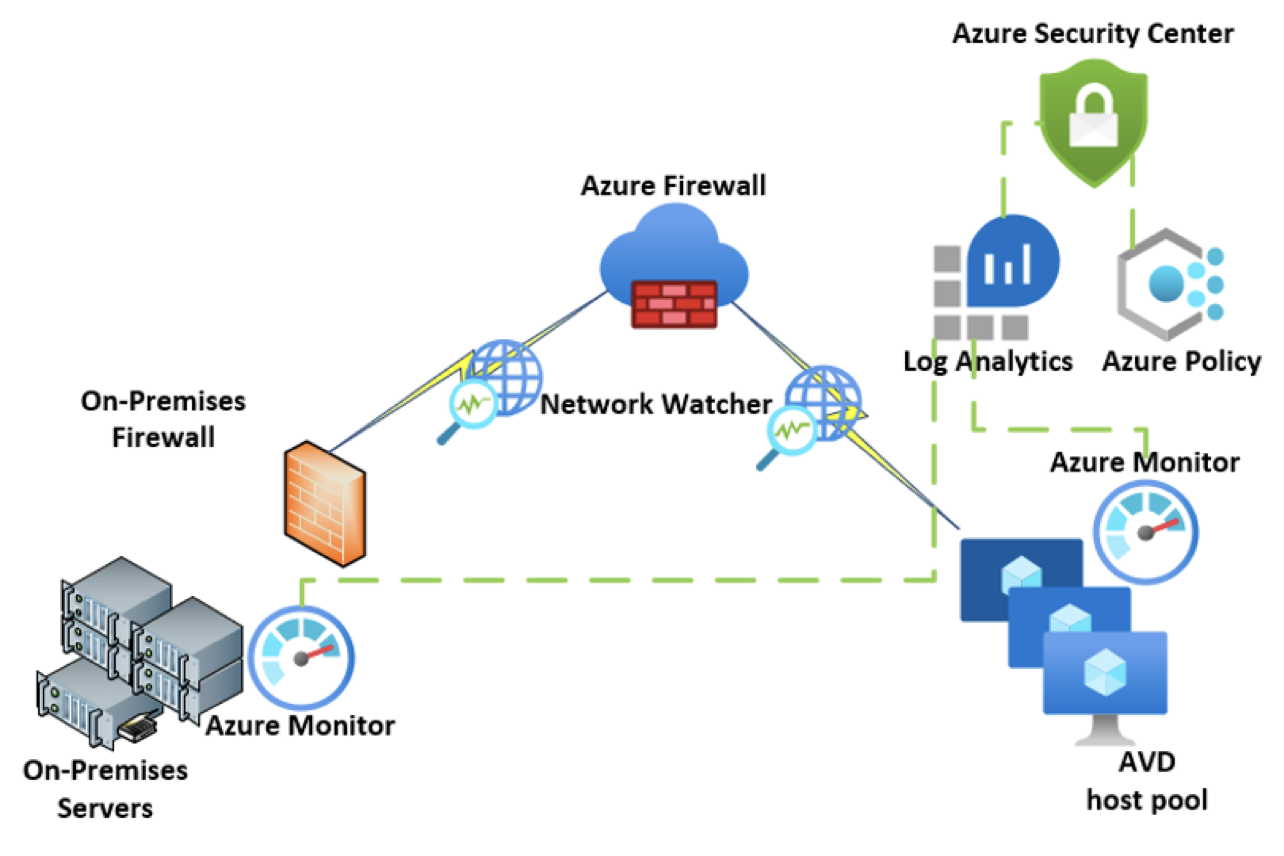 Azure Security Center
Azure Firewall
Log Analytics
Azure Policy
On-Premises
Firewall
Network Watcher
Azure Monitor
Azure Monitor
On-Premises
Servers
AVD
host pool